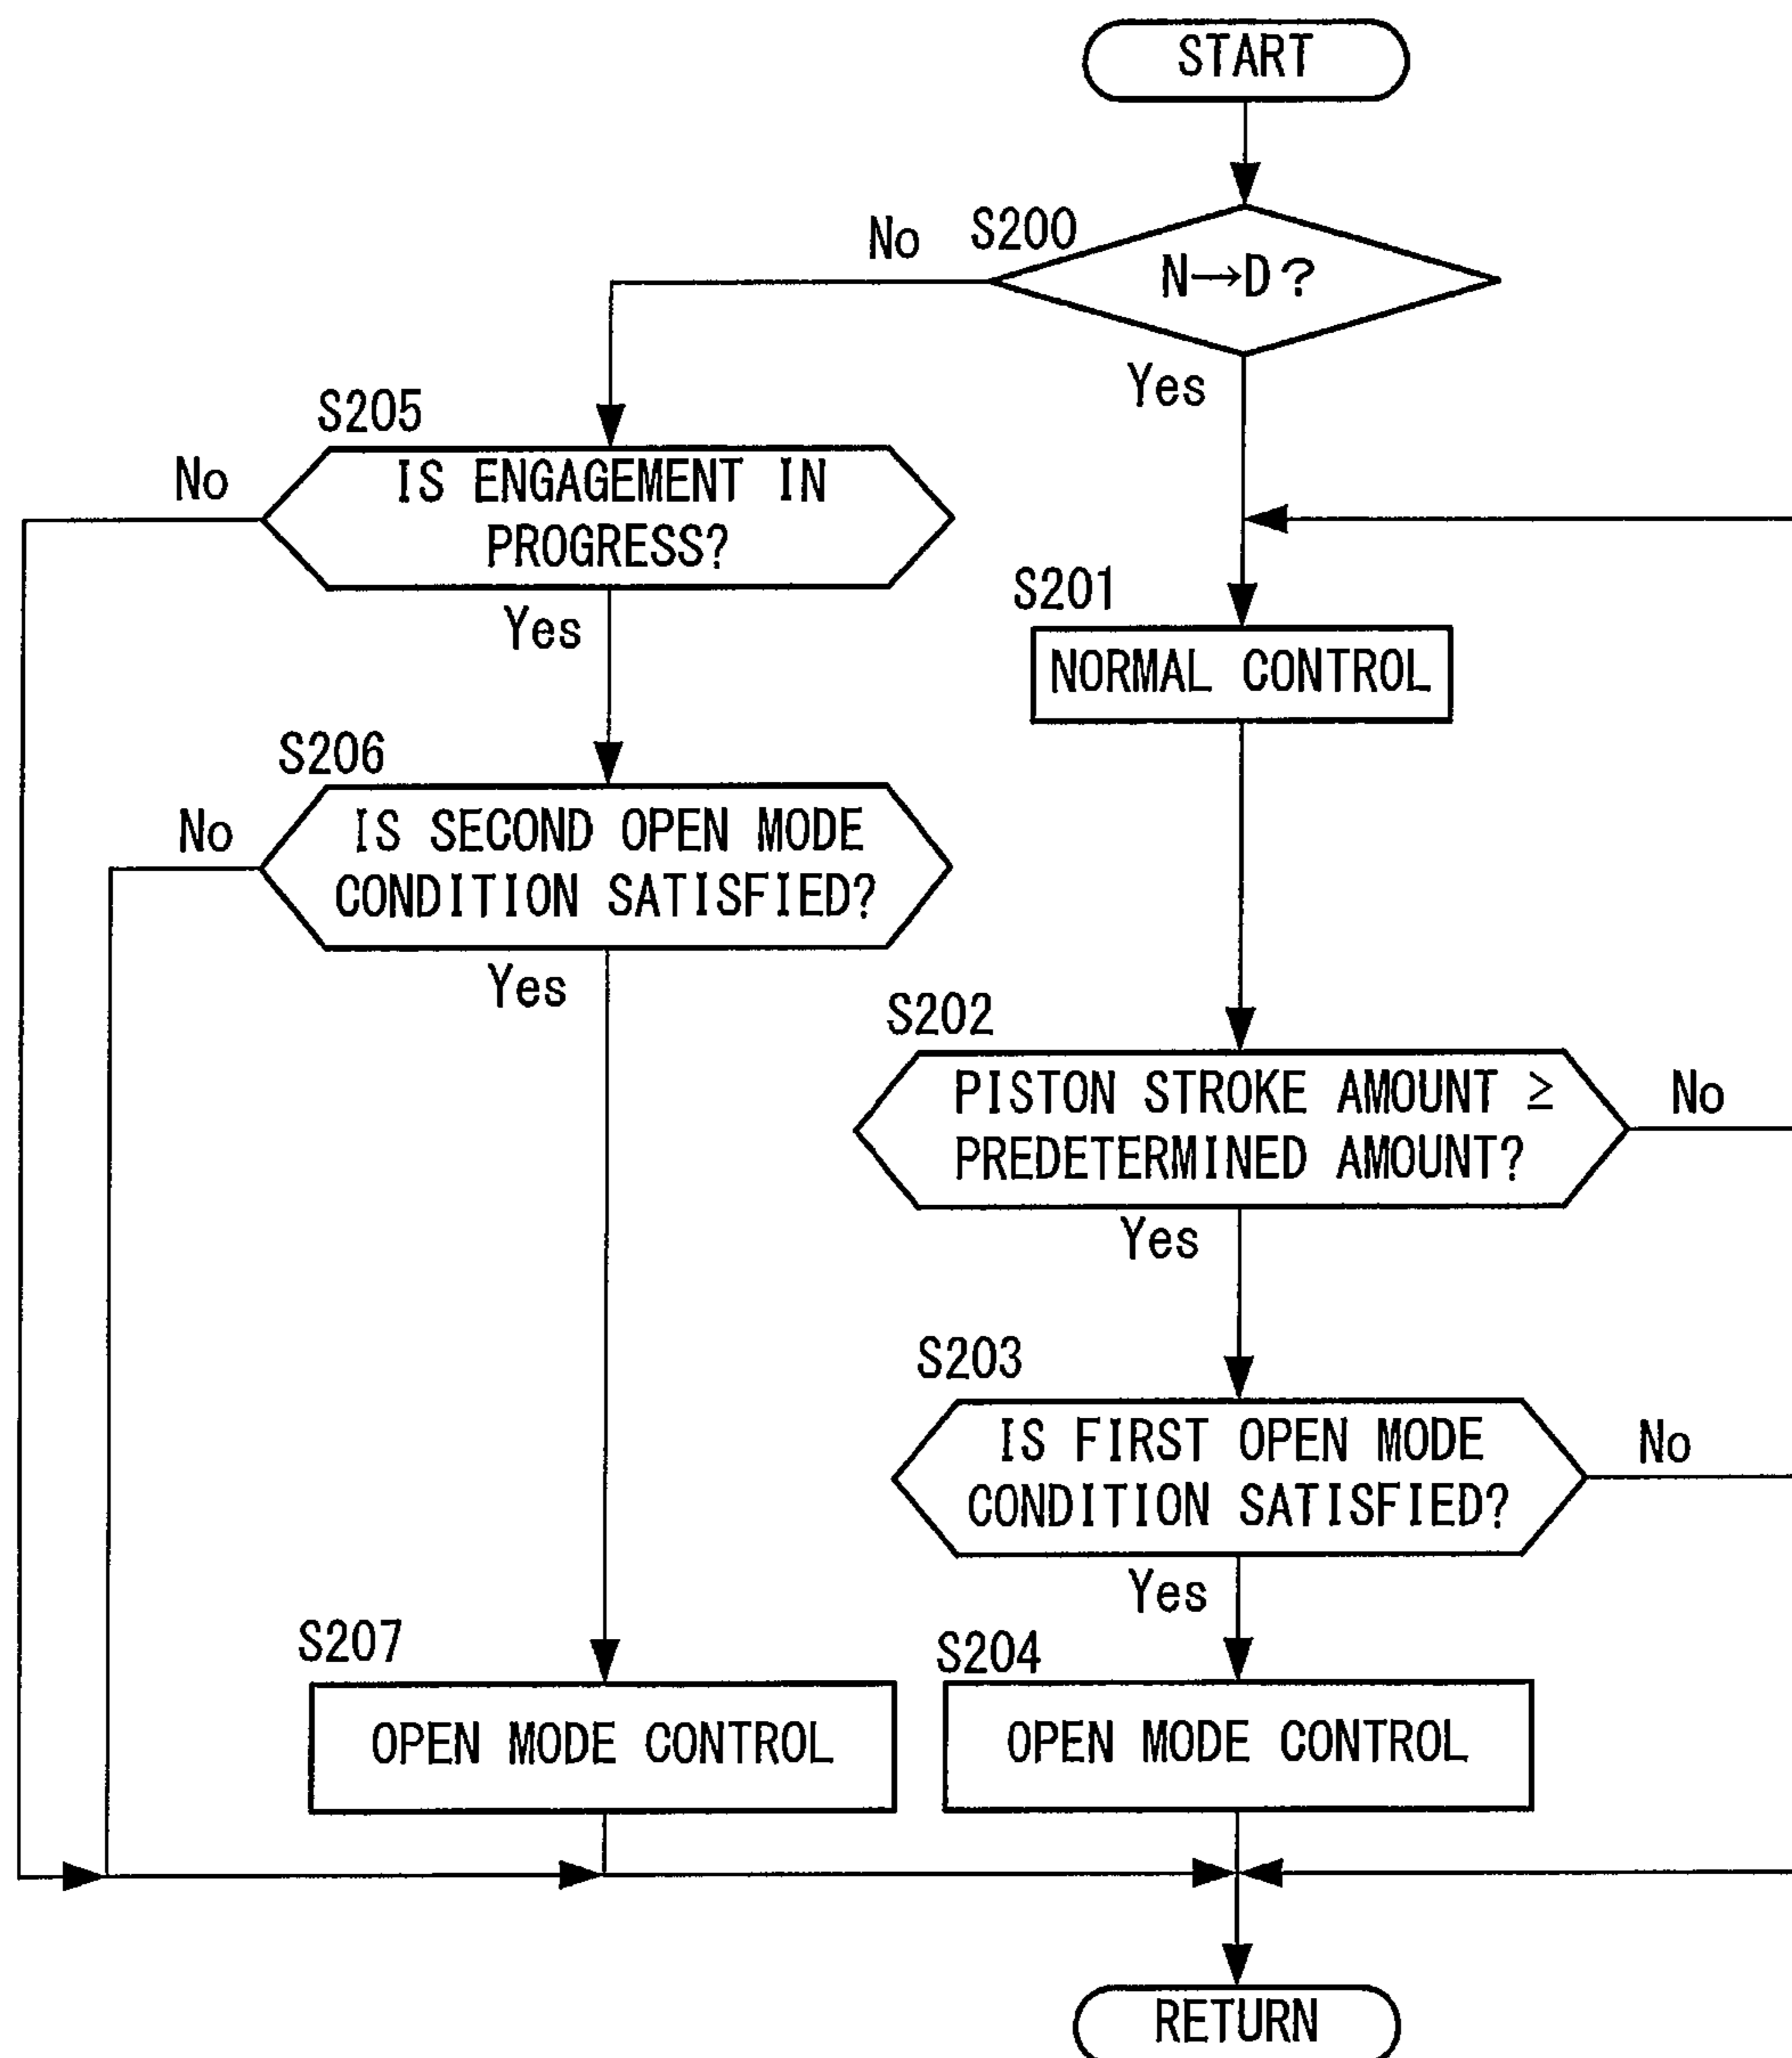 START
No
S200
N→D?
Yes
S205
No
IS ENGAGEMENT IN
PROGRESS?
Yes
S201
NORMAL CONTROL
S206
No
IS SECOND OPEN MODE
CONDITION SATISFIED?
Yes
S202
PISTON STROKE AMOUNT ≥
PREDETERMINED AMOUNT?
No
Yes
S203
IS FIRST OPEN MODE
CONDITION SATISFIED?
No
Yes
S207
OPEN MODE CONTROL
S204
OPEN MODE CONTROL
RETURN